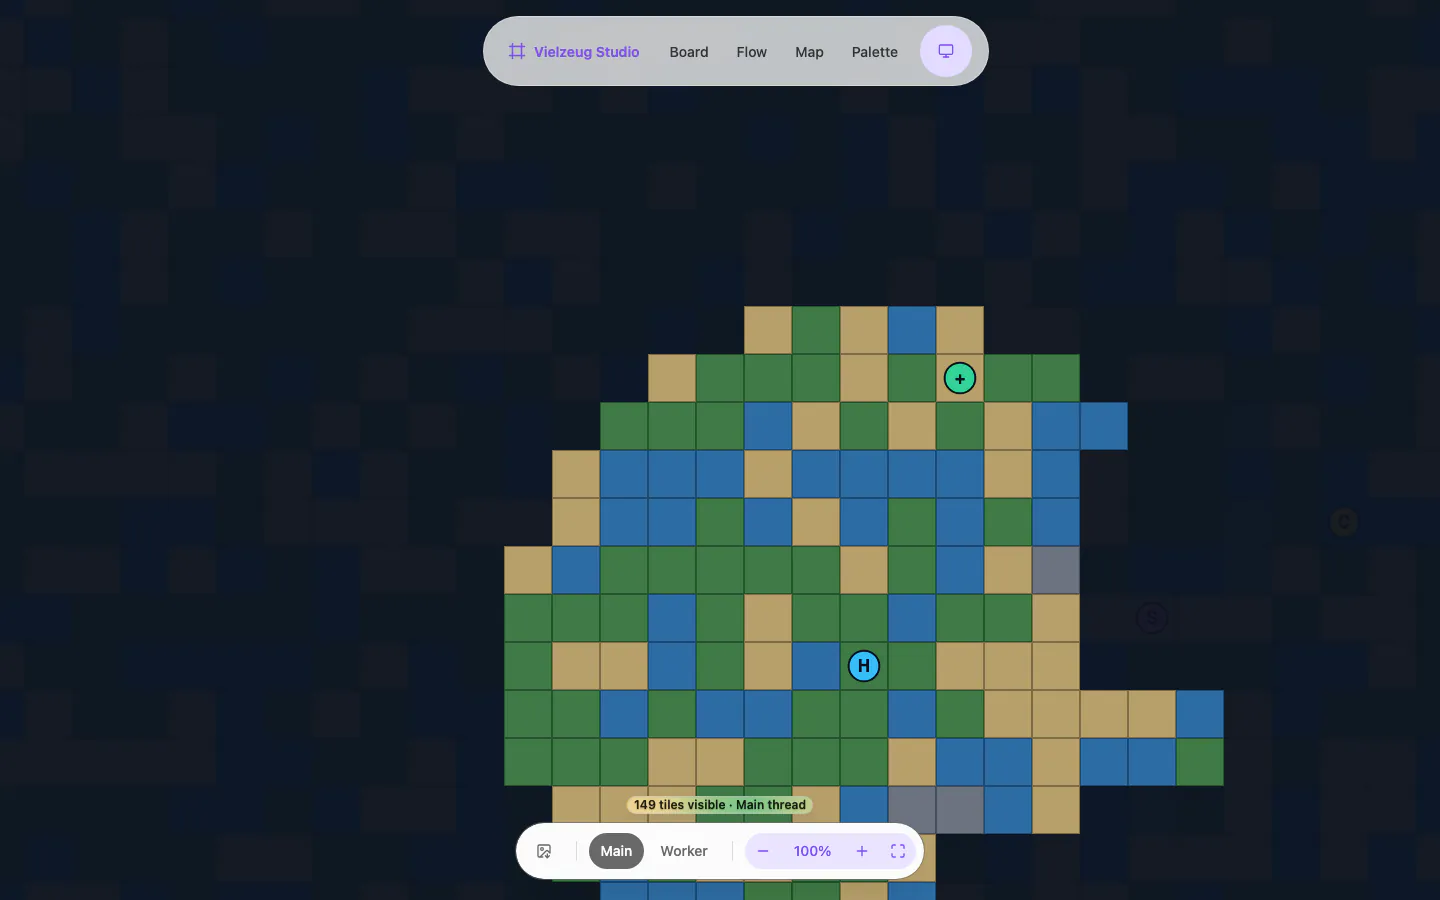 Vielzeug Studio Board Flow Map Palette
+
C
S
H
149 tiles visible · Main thread
Main Worker − 100% +